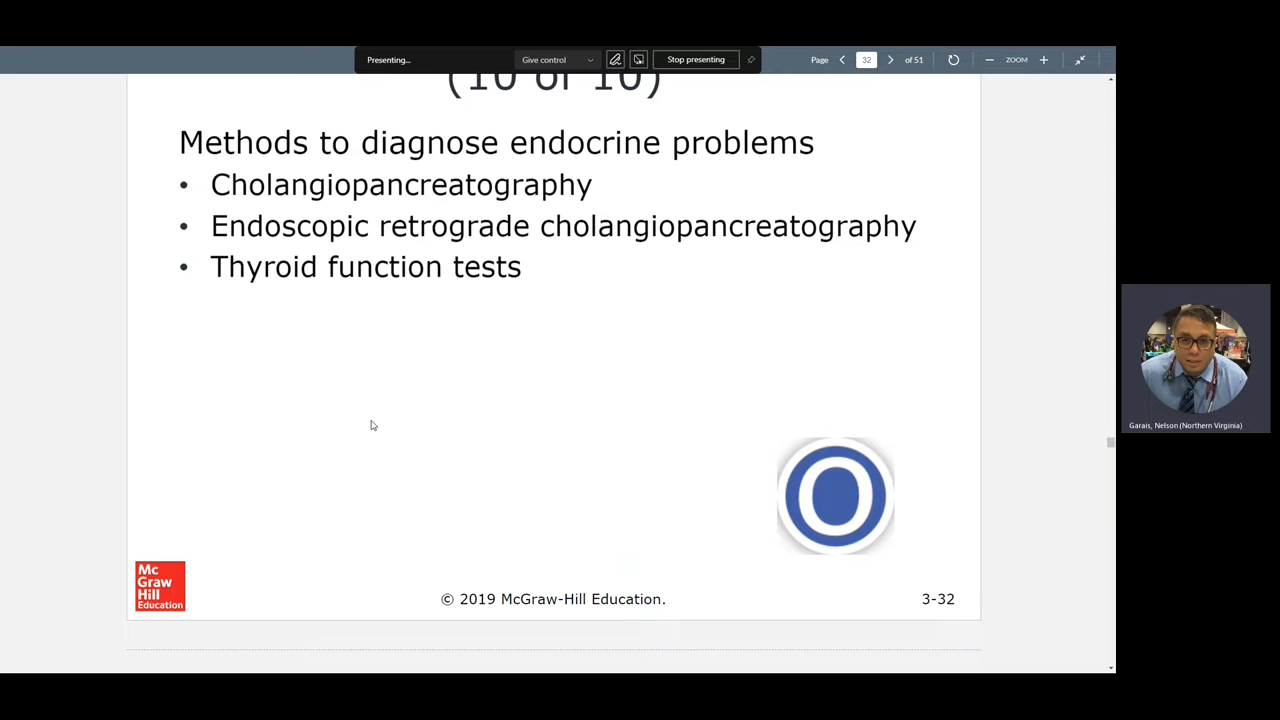 Presenting...
Give control
Stop presenting
Page
32
of 51
ZOOM
(10 of 10)
Methods to diagnose endocrine problems
• Cholangiopancreatography
• Endoscopic retrograde cholangiopancreatography
• Thyroid function tests
O
Mc
Graw
Hill
Education
© 2019 McGraw-Hill Education.
3-32
Garais, Nelson (Northern Virginia)